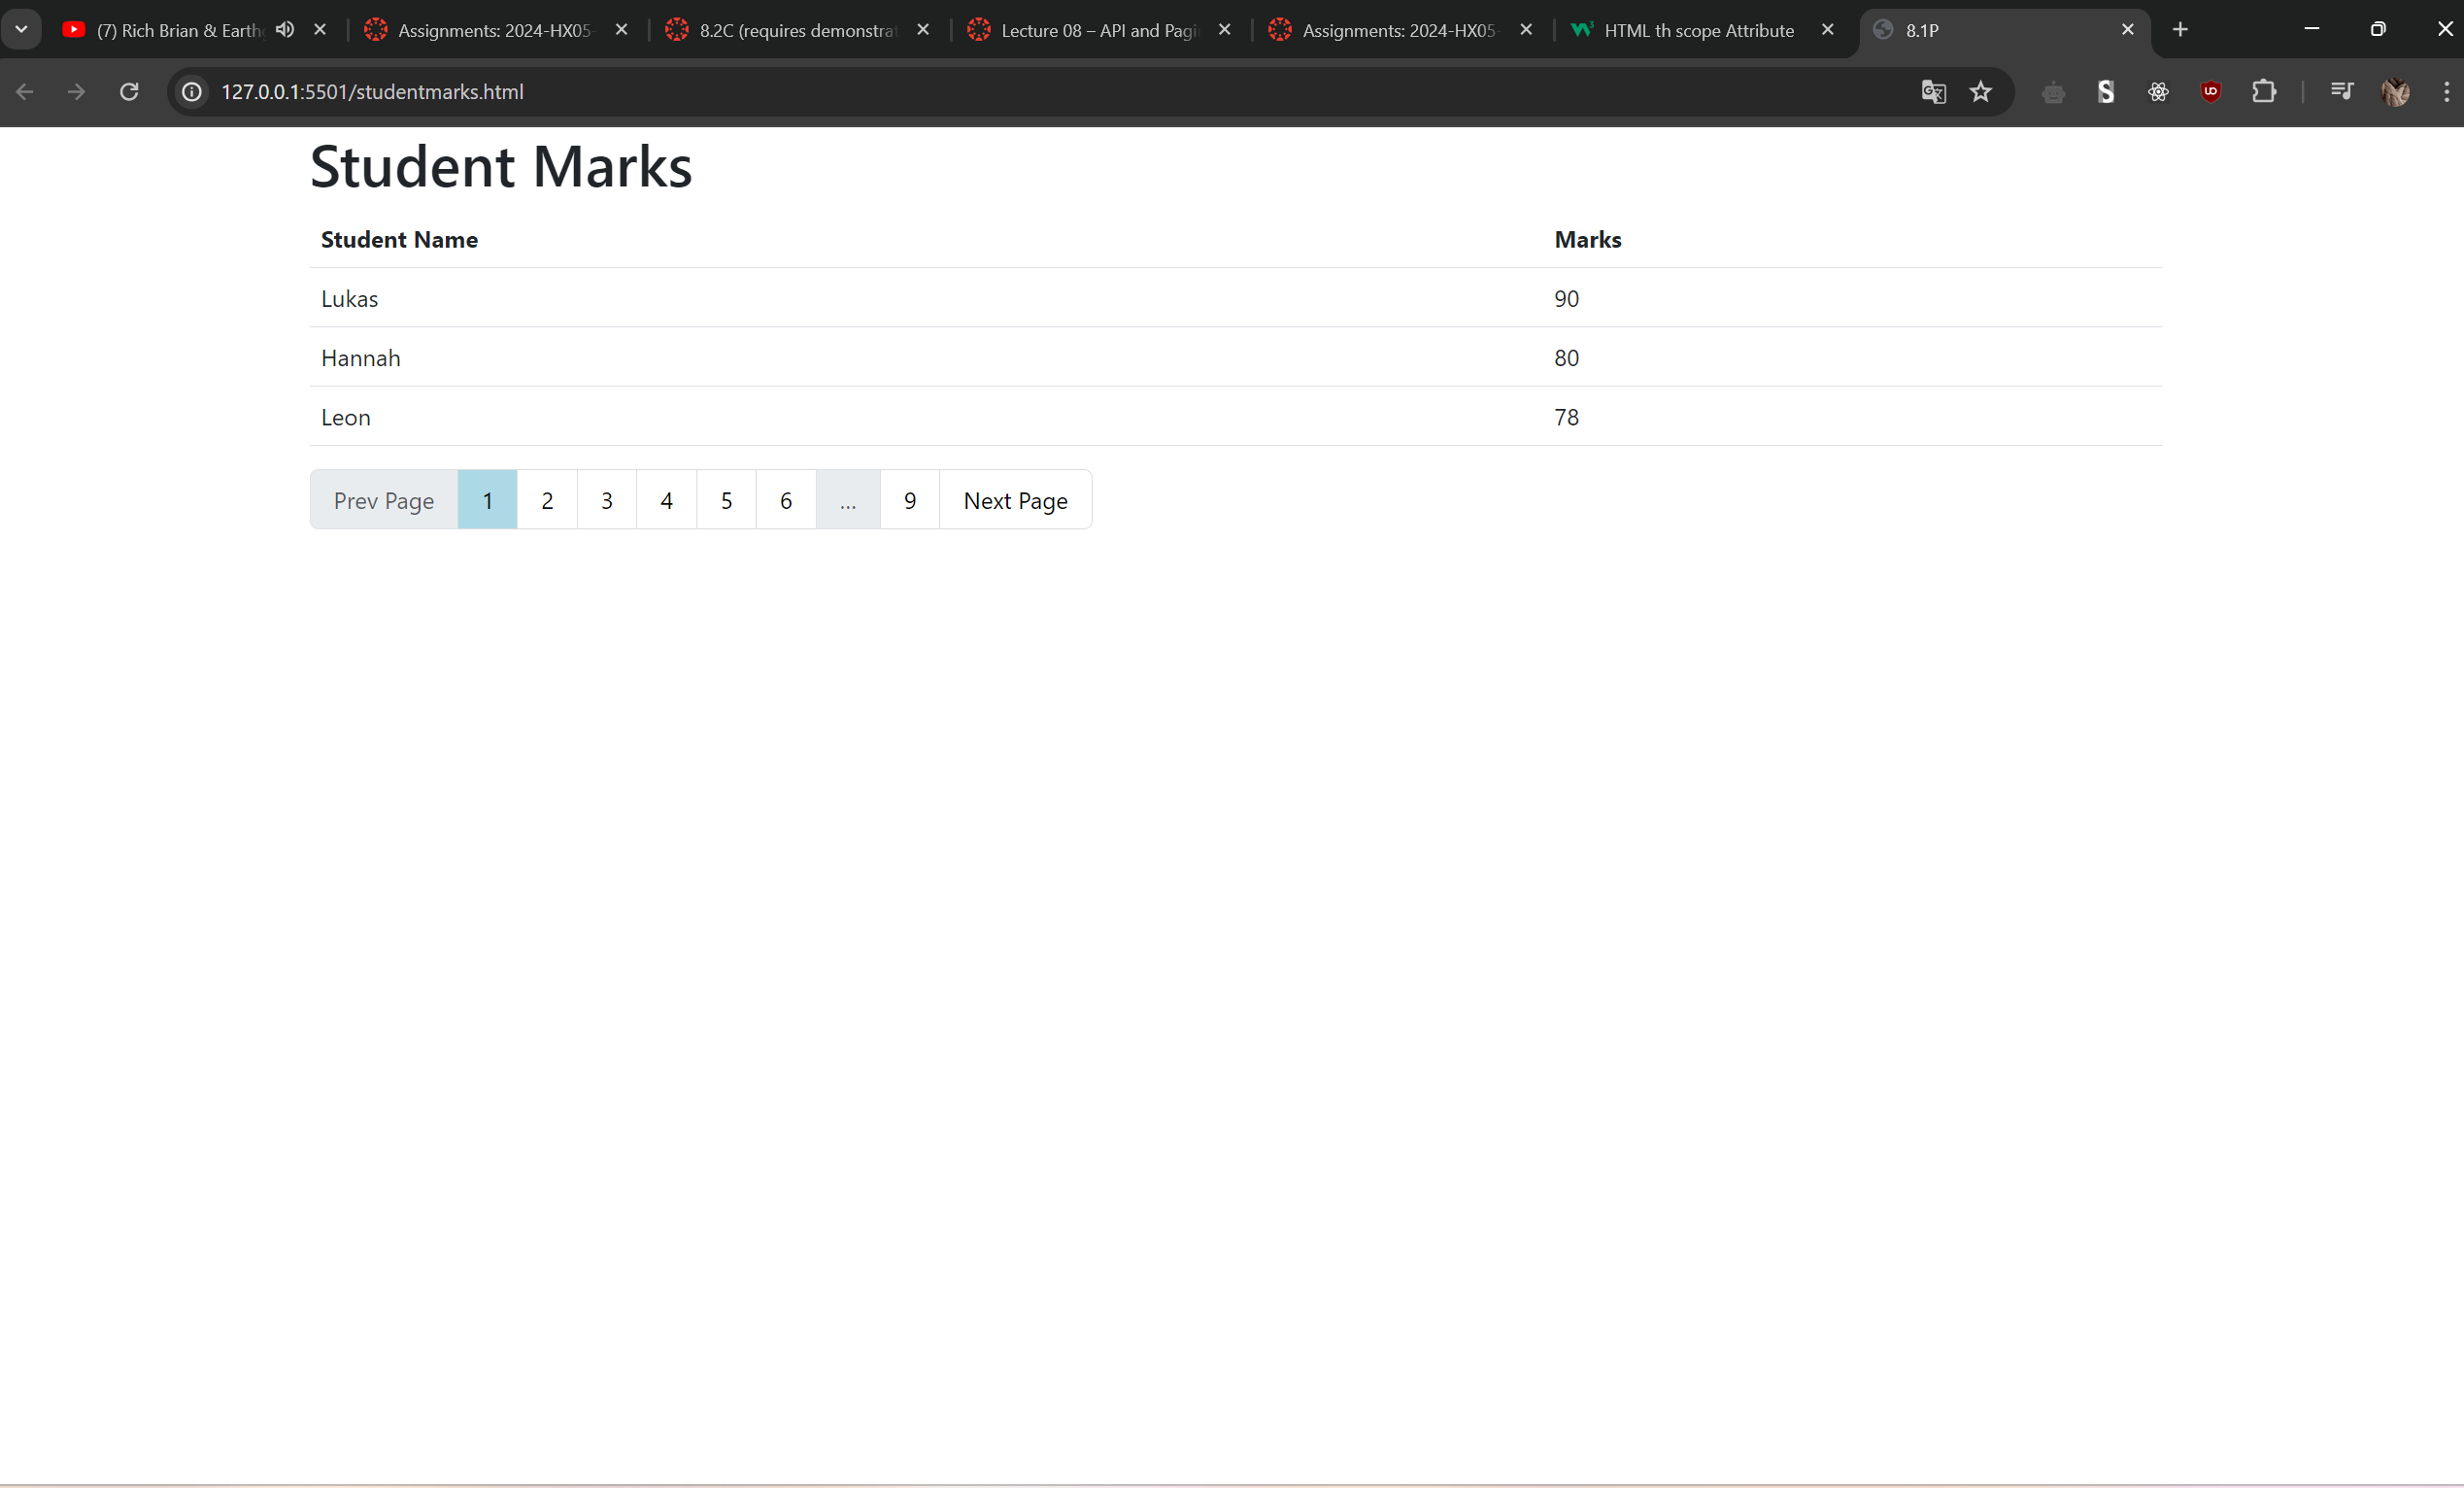 (7) Rich Brian & Earth
Assignments: 2024-HX05-
8.2C (requires demonstrat
Lecture 08 – API and Pagi
Assignments: 2024-HX05-
HTML th scope Attribute
8.1P
127.0.0.1:5501/studentmarks.html
Student Marks
Student Name Marks
Lukas 90
Hannah 80
Leon 78
Prev Page 1 2 3 4 5 6 ... 9 Next Page